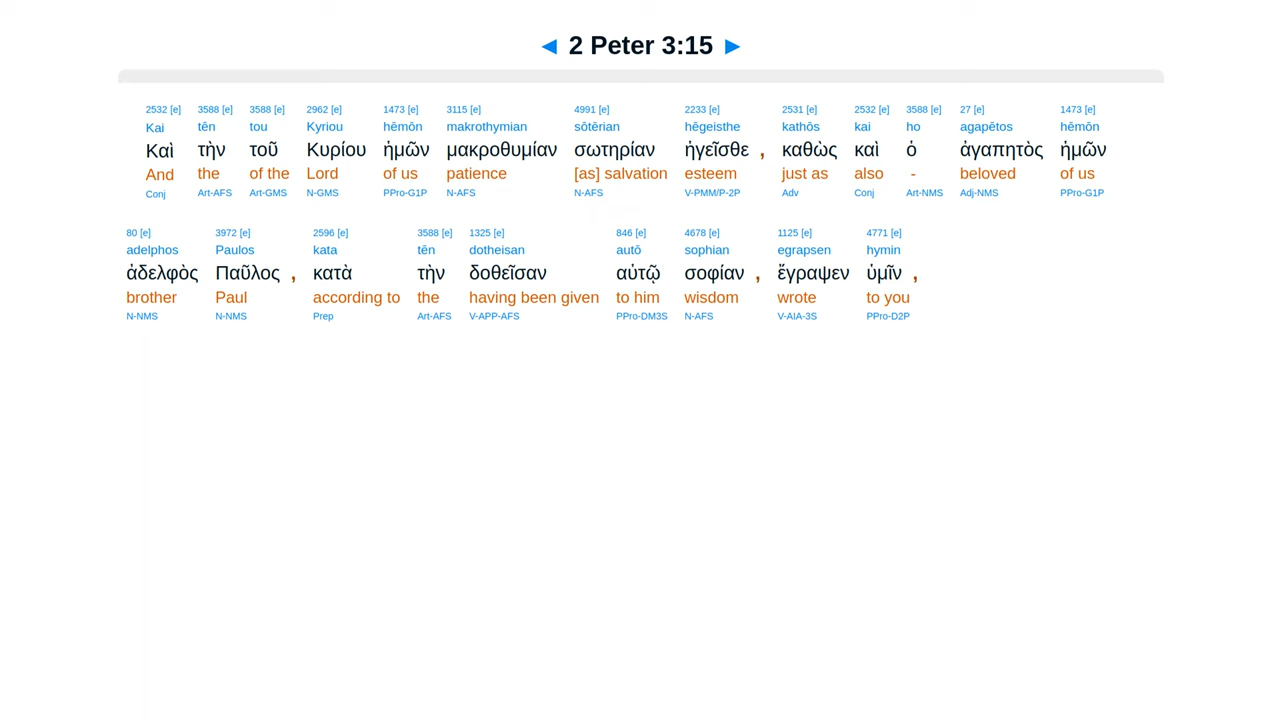 ◄ 2 Peter 3:15 ►
2532 [e] 3588 [e] 3588 [e] 2962 [e] 1473 [e] 3115 [e] 4991 [e] 2233 [e] 2531 [e] 2532 [e] 3588 [e] 27 [e] 1473 [e]
Kai tēn tou Kyriou hēmōn makrothymian sōtērian hēgeisthe kathōs kai ho agapētos hēmōn
Καὶ τὴν τοῦ Κυρίου ἡμῶν μακροθυμίαν σωτηρίαν ἡγεῖσθε , καθὼς καὶ ὁ ἀγαπητὸς ἡμῶν
And the of the Lord of us patience [as] salvation esteem just as also - beloved of us
Conj Art-AFS Art-GMS N-GMS PPro-G1P N-AFS N-AFS V-PMM/P-2P Adv Conj Art-NMS Adj-NMS PPro-G1P
80 [e] 3972 [e] 2596 [e] 3588 [e] 1325 [e] 846 [e] 4678 [e] 1125 [e] 4771 [e]
adelphos Paulos kata tēn dotheisan autō sophian egrapsen hymin
ἀδελφὸς Παῦλος , κατὰ τὴν δοθεῖσαν αὐτῷ σοφίαν , ἔγραψεν ὑμῖν ,
brother Paul according to the having been given to him wisdom wrote to you
N-NMS N-NMS Prep Art-AFS V-APP-AFS PPro-DM3S N-AFS V-AIA-3S PPro-D2P